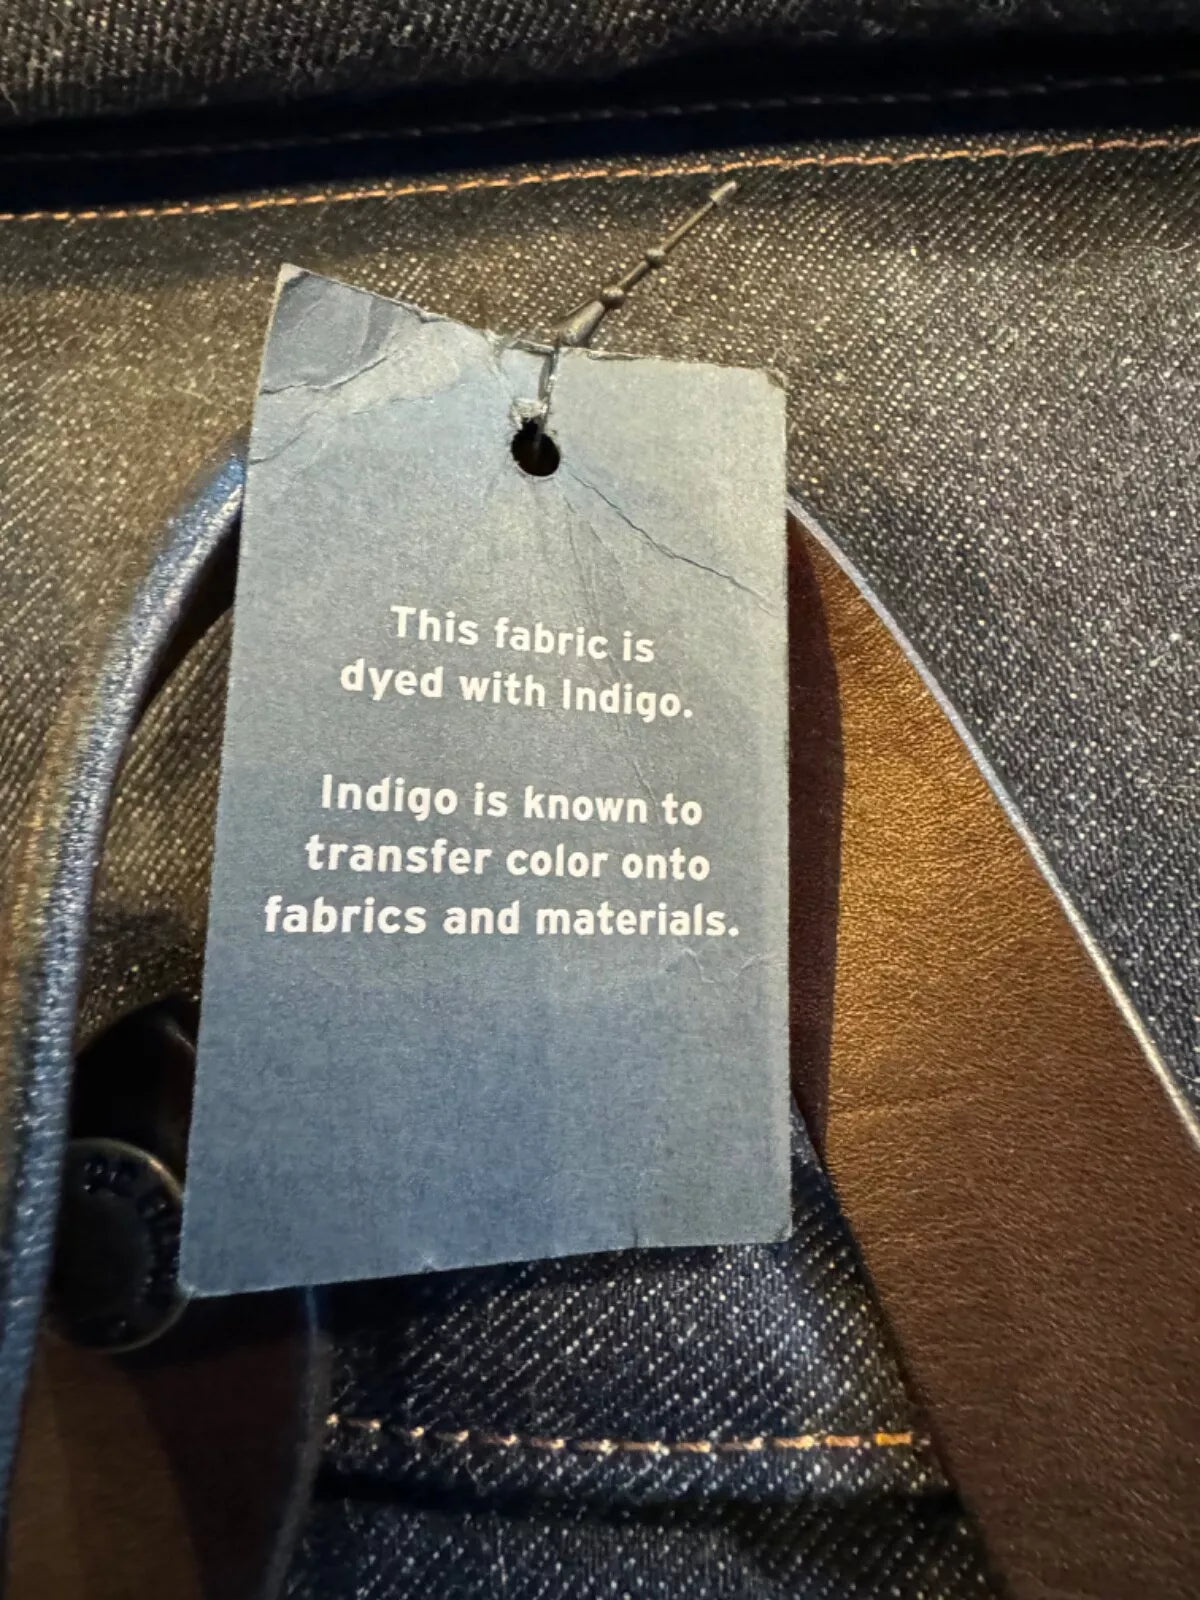 This fabric is
dyed with Indigo.
Indigo is known to
transfer color onto
fabrics and materials.